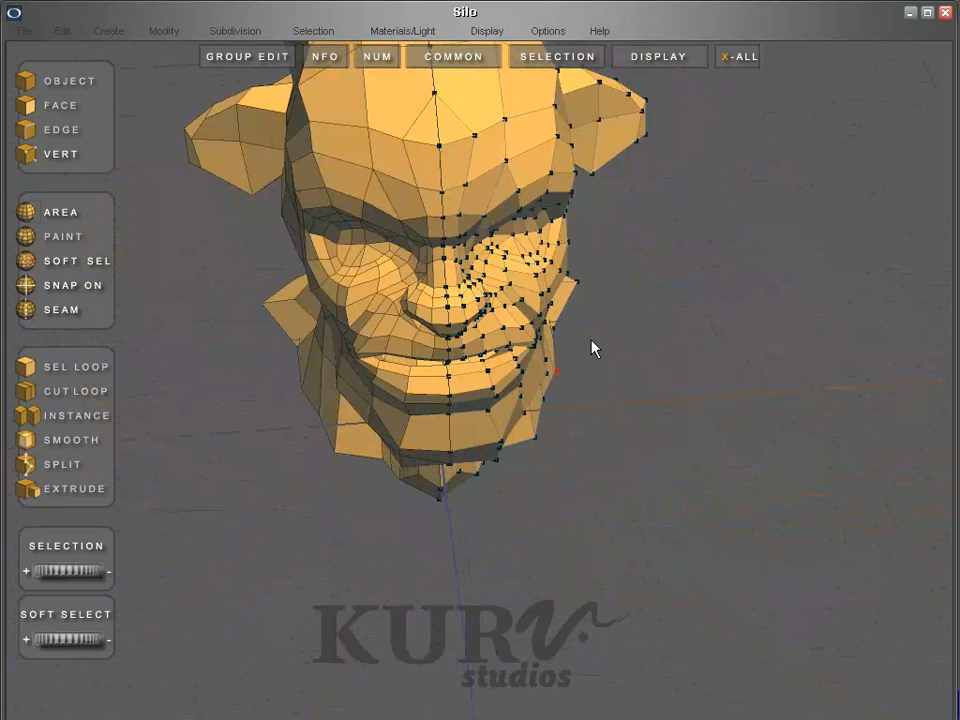 Silo
File Edit Create Modify Subdivision Selection Materials/Light Display Options Help
GROUP EDIT NFO NUM COMMON SELECTION DISPLAY X-ALL
OBJECT
FACE
EDGE
VERT
AREA
PAINT
SOFT SEL
SNAP ON
SEAM
SEL LOOP
CUT LOOP
INSTANCE
SMOOTH
SPLIT
EXTRUDE
SELECTION
+ -
SOFT SELECT
+ -
KURv
studios